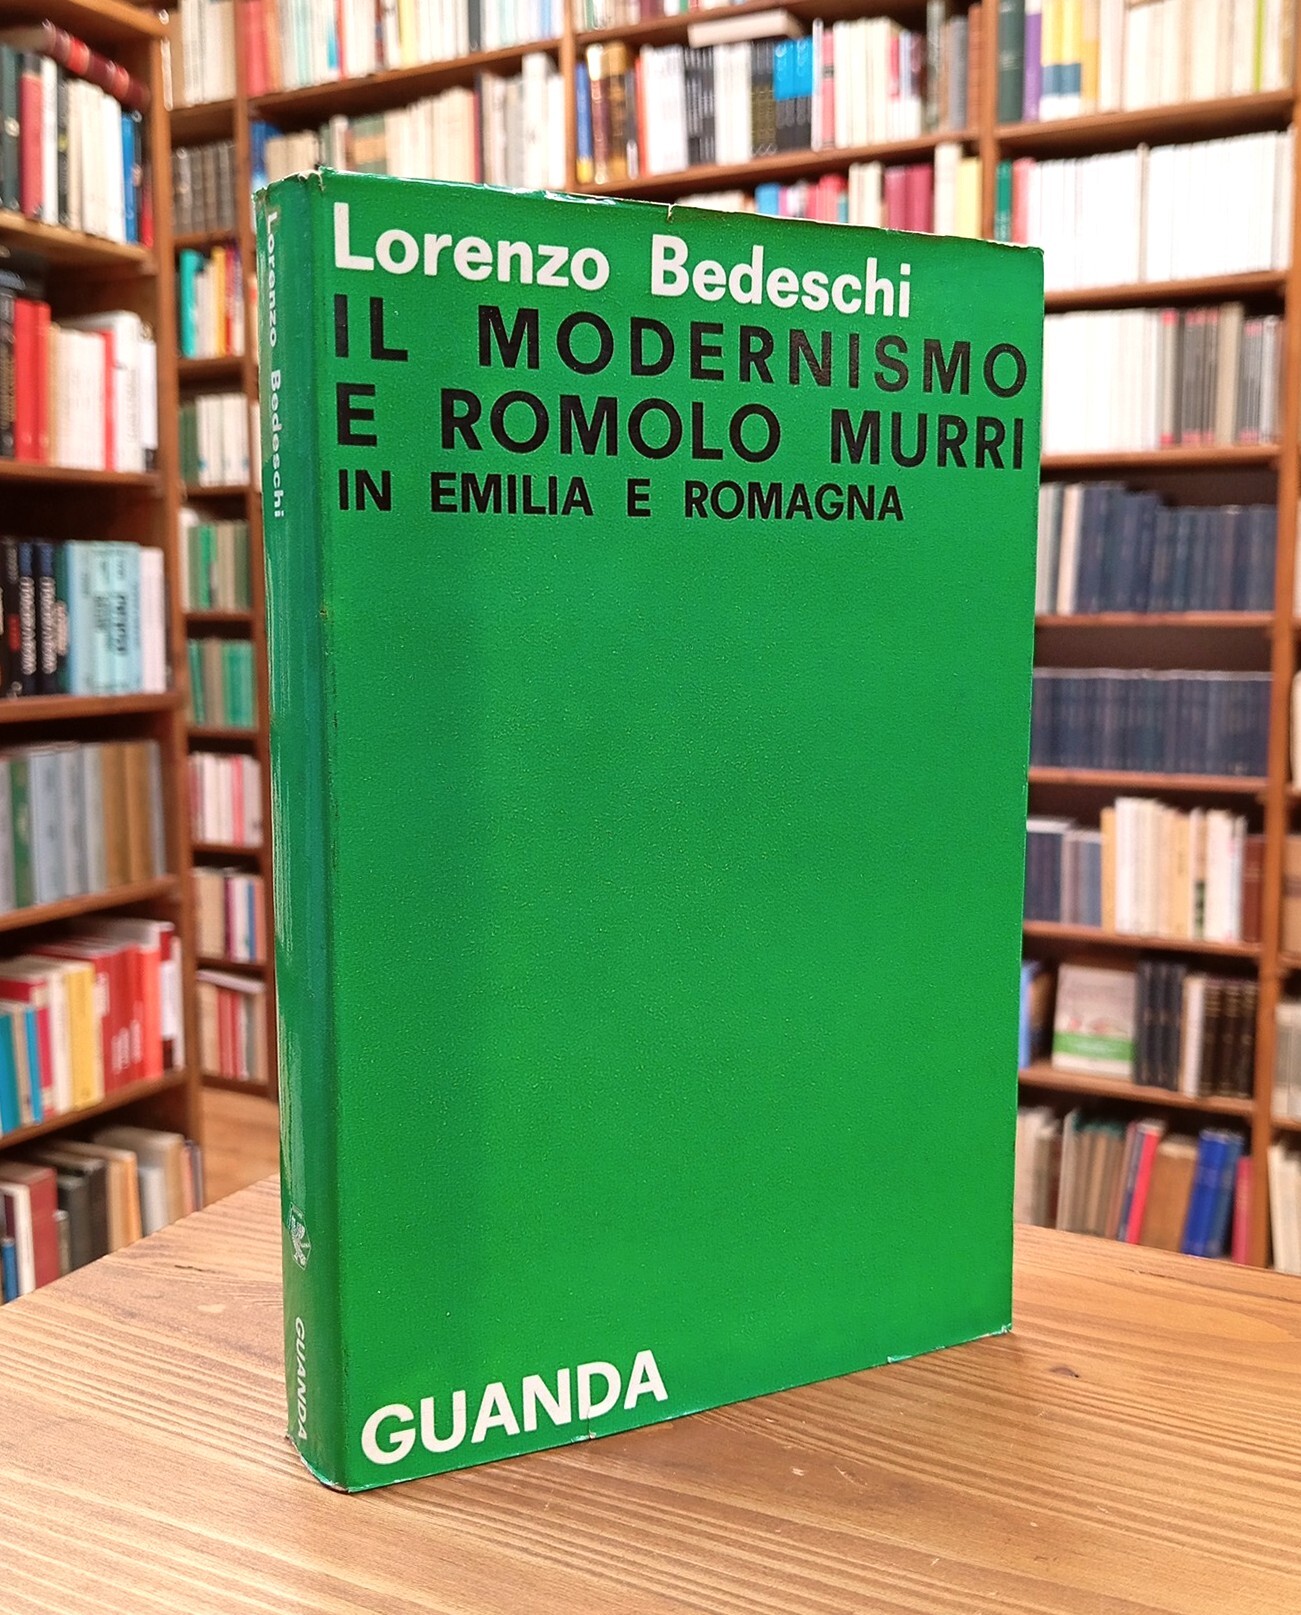 Lorenzo Bedeschi
IL MODERNISMO
E ROMOLO MURRI
IN EMILIA E ROMAGNA
GUANDA
Lorenzo Bedeschi
GUANDA